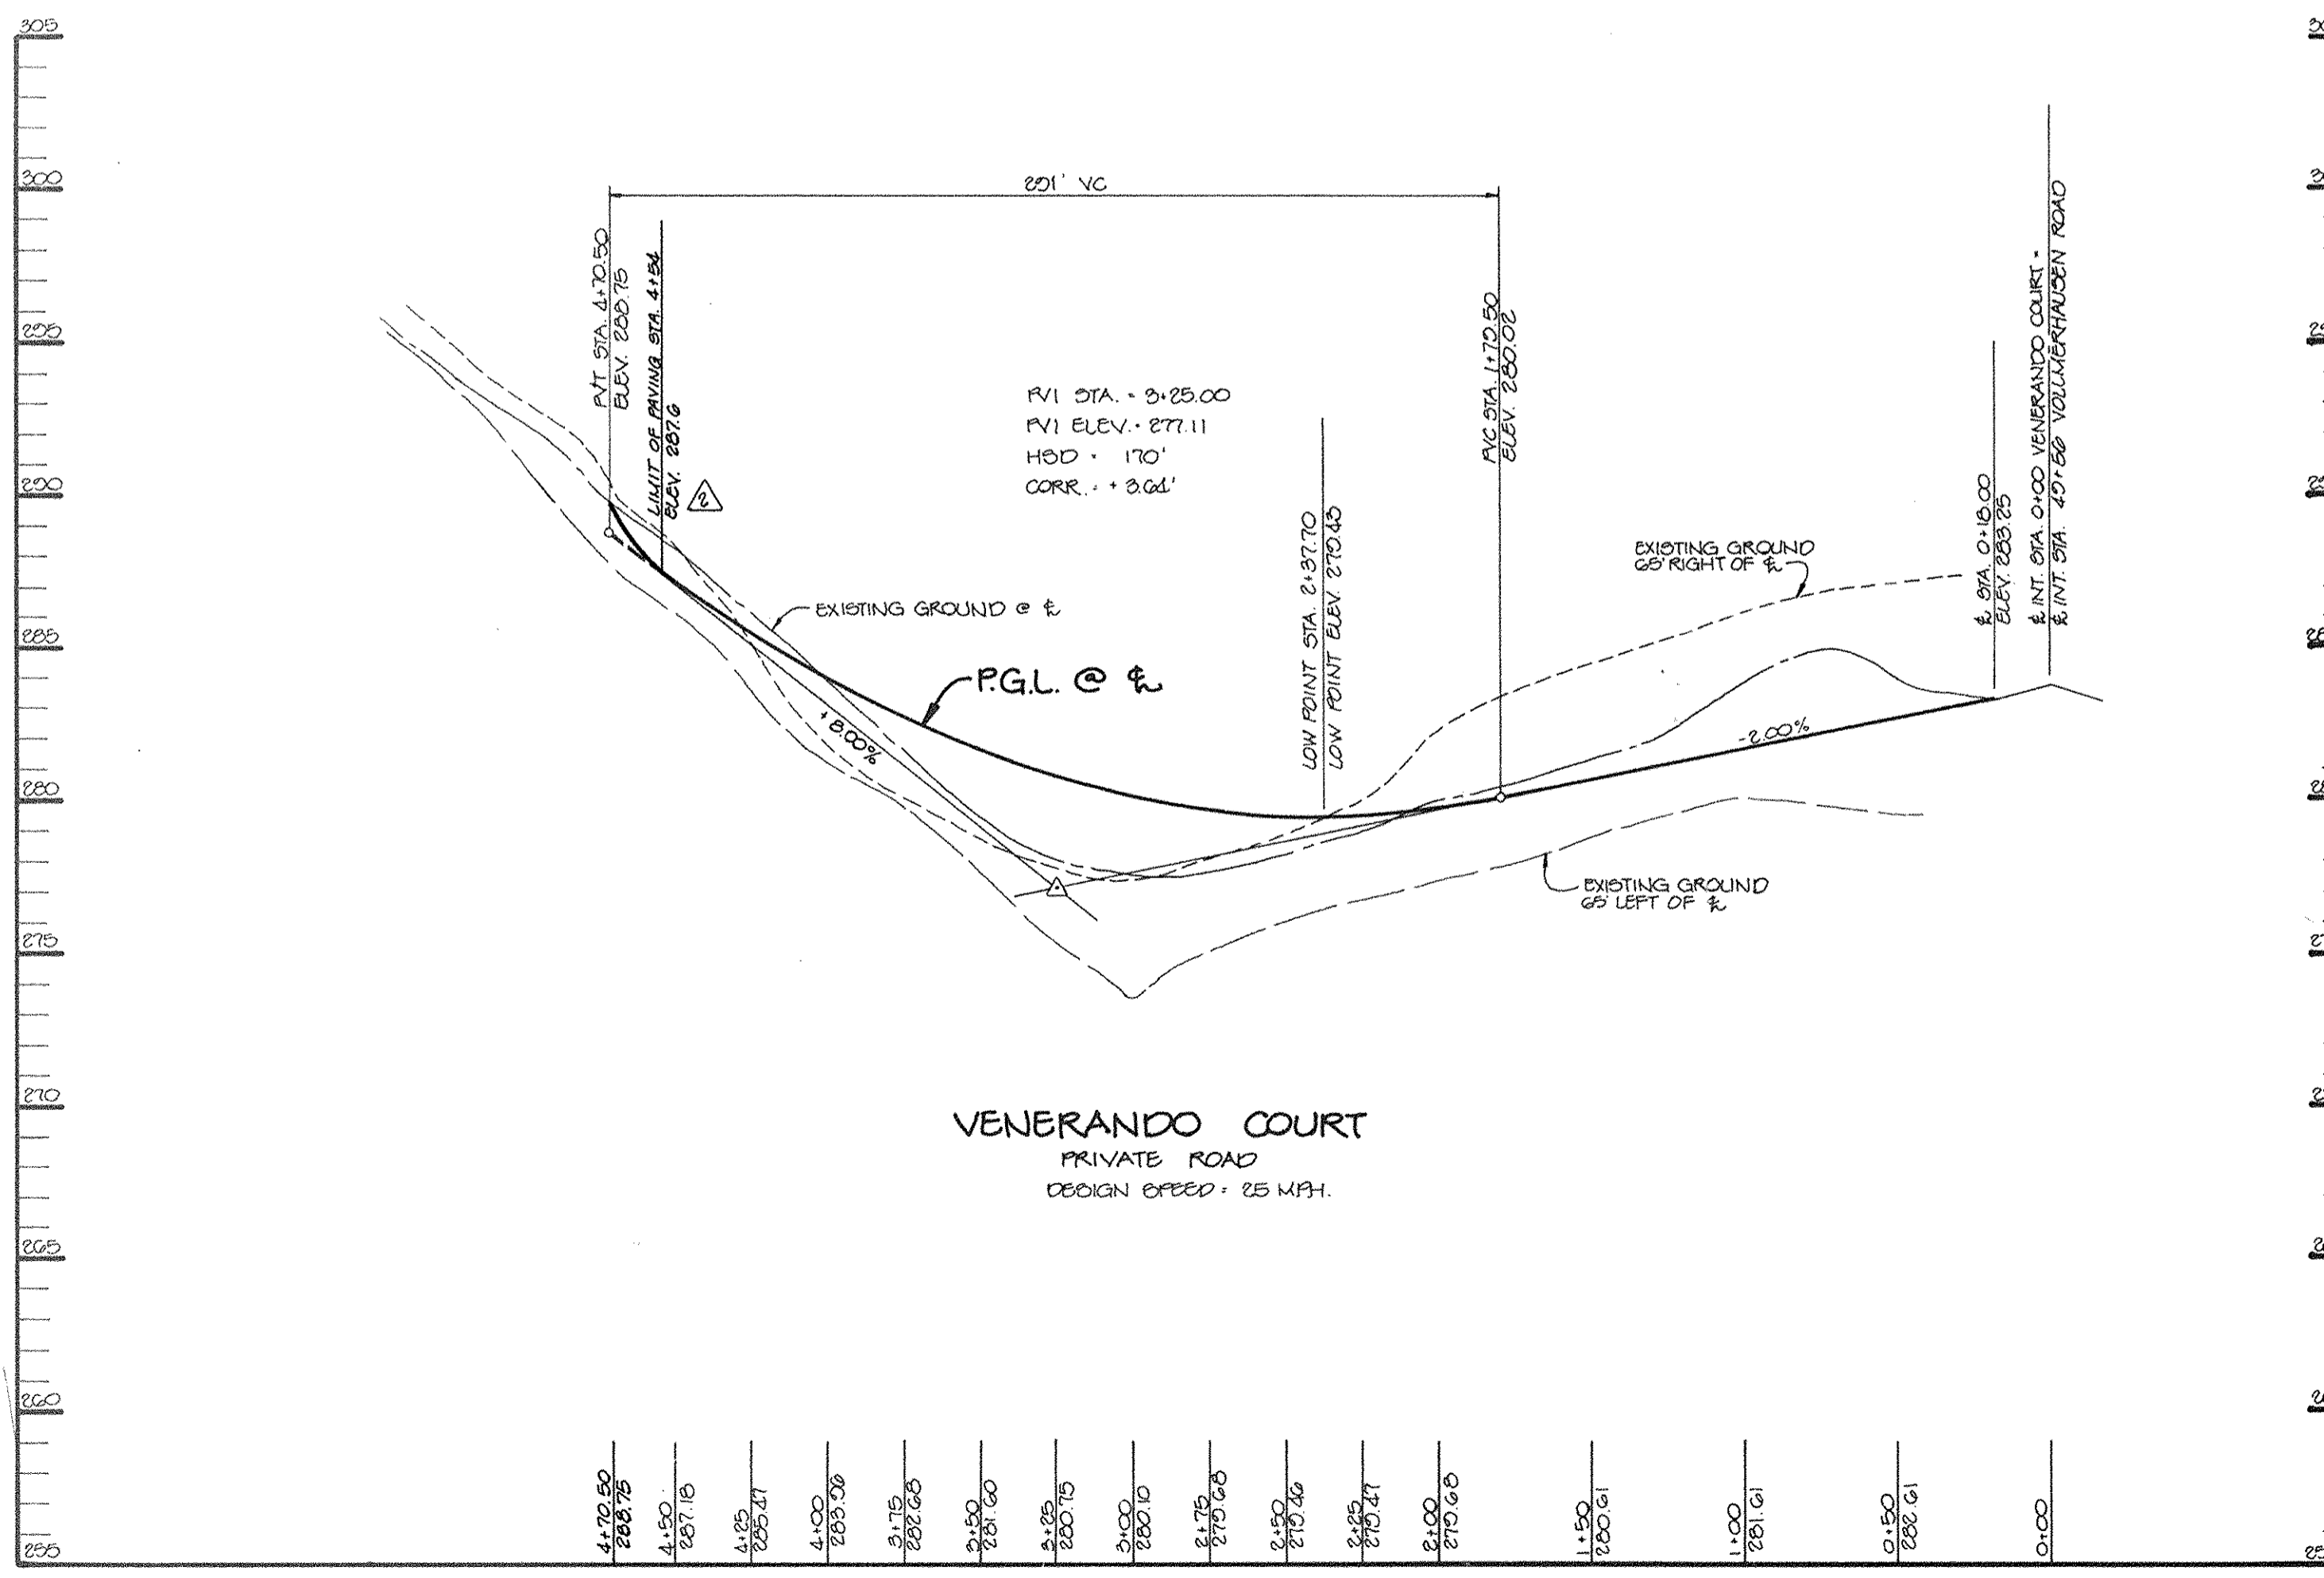 305
300
295
290
285
280
275
270
265
260
255
291' VC
PVT STA. 4+70.50
ELEV. 288.75
LIMIT OF PAVING STA. 4+54
ELEV. 287.6
2
PVI STA. = 3+25.00
PVI ELEV. = 277.11
HSD = 170'
CORR. = + 3.64'
LOW POINT STA. 2+37.70
LOW POINT ELEV. 279.43
PVC STA. 1+79.50
ELEV. 280.02
℄ STA. 0+18.00
ELEV. 283.25
℄ INT. STA. 0+00 VENERANDO COURT =
℄ INT. STA. 49+56 VOLLMERHAUSEN ROAD
EXISTING GROUND
65' RIGHT OF ℄
EXISTING GROUND @ ℄
P.G.L. @ ℄
+8.00%
-2.00%
EXISTING GROUND
65' LEFT OF ℄
VENERANDO COURT
PRIVATE ROAD
DESIGN SPEED = 25 MPH.
4+70.50
288.75
4+50
287.18
4+25
285.47
4+00
283.96
3+75
282.68
3+50
281.60
3+25
280.75
3+00
280.10
2+75
279.68
2+50
279.46
2+25
279.47
2+00
279.68
1+50
280.61
1+00
281.61
0+50
282.61
0+00